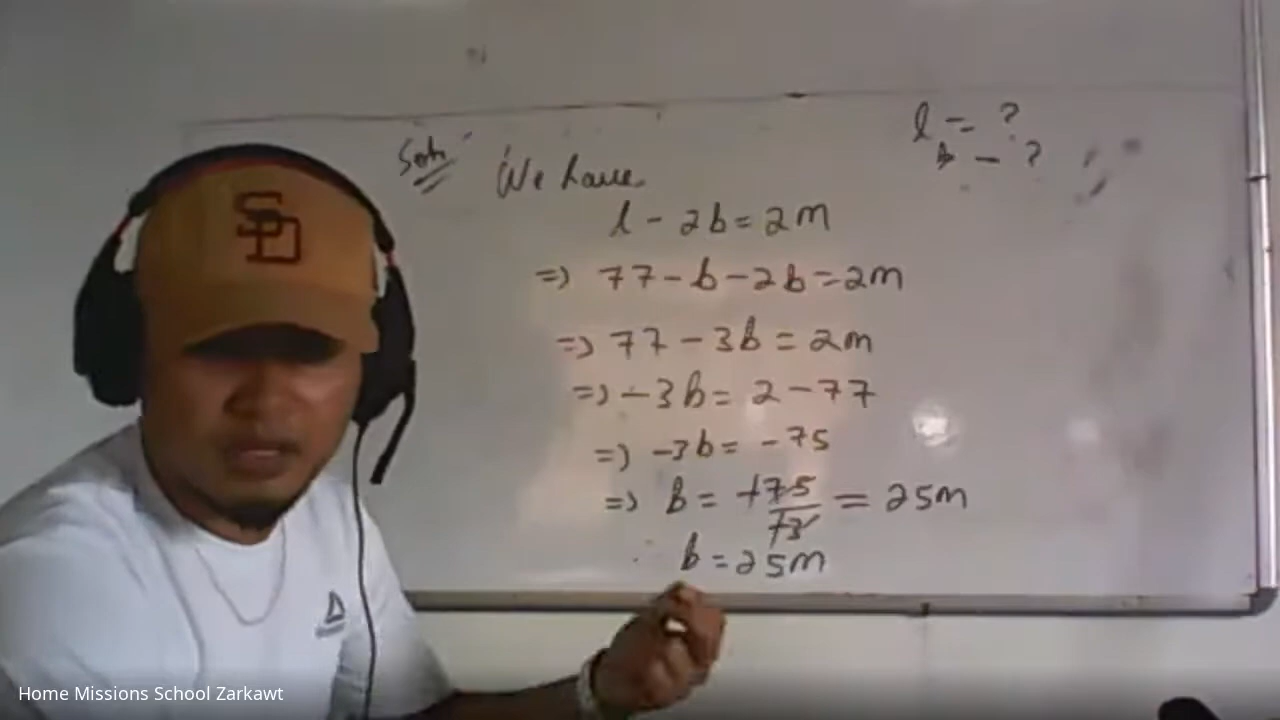 l = ?
b - ?
Soln We have
l - 2b = 2m
=> 77 - b - 2b = 2m
=> 77 - 3b = 2m
=> -3b = 2 - 77
=> -3b = -75
=> b = +75/+3 = 25m
∴ b = 25m
SD
Home Missions School Zarkawt